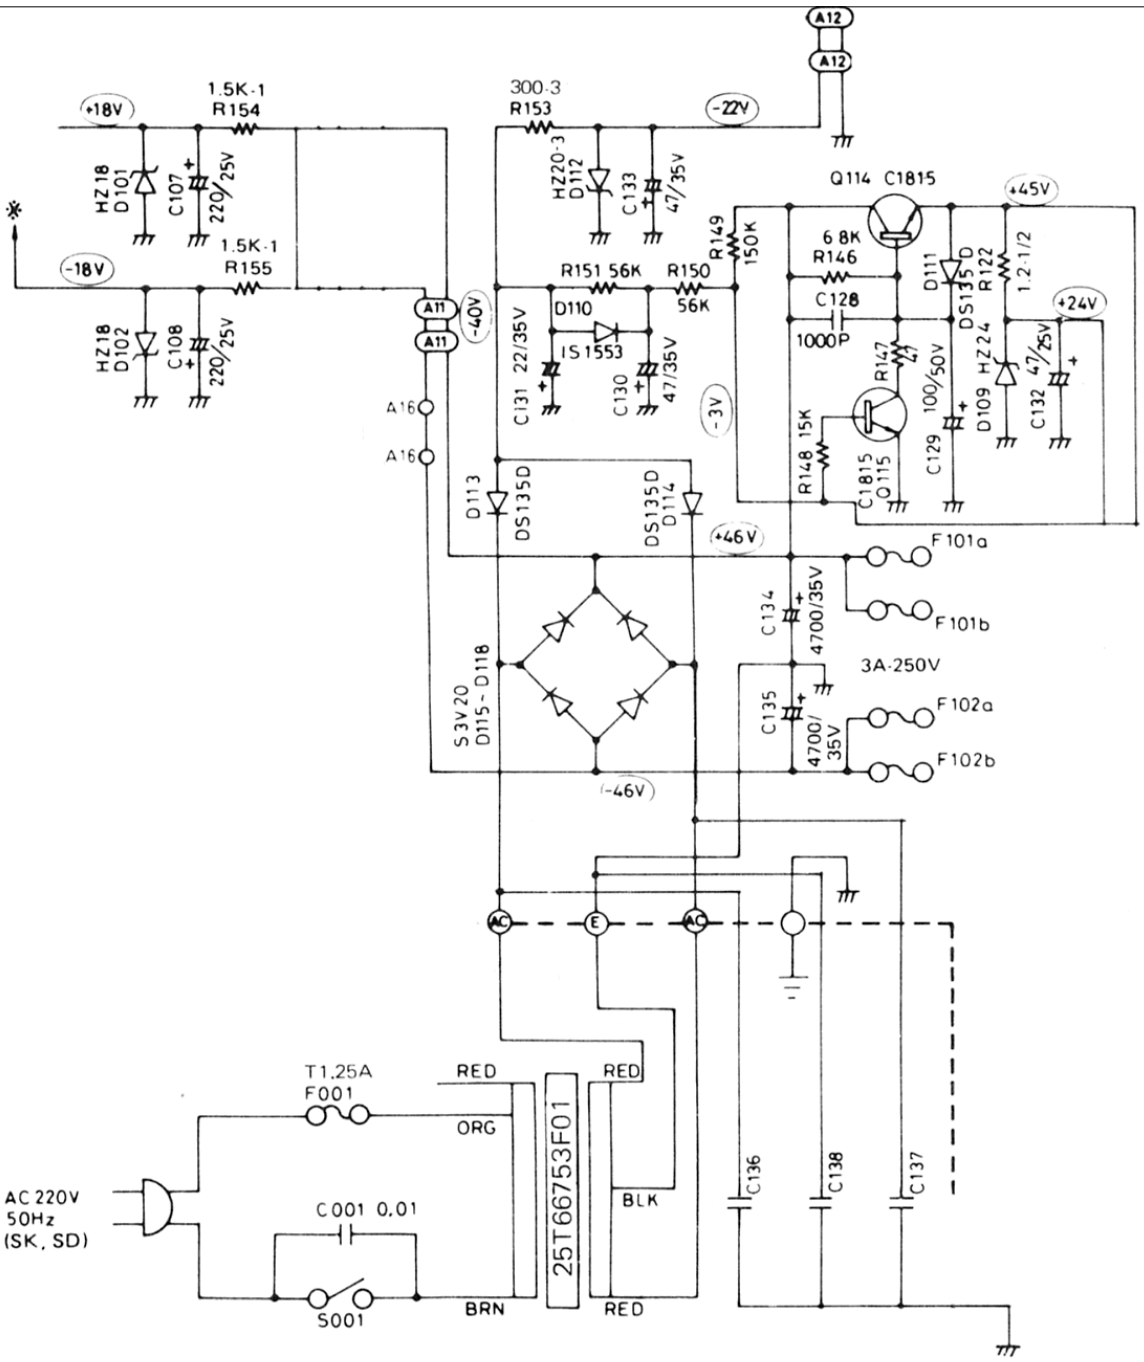 A12
A12
1.5K-1
R154
+18V
300-3
R153
-22V
HZ18
D101
C107
220/25V
+
HZ20-3
D112
C133
47/35V
+
Q114 C1815
+45V
※
1.5K-1
R155
-18V
R149
150K
6.8K
R146
D111
DS135D
R122
1.2-1/2
R151 56K
R150
56K
D110
C128
1000P
+24V
A11
A11
-40V
HZ18
D102
C108
220/25V
+
C131 22/35V
+
IS1553
C130
47/35V
+
R147
47
100/50V
C129
+
D109 HZ24
C132
47/25V
+
A16
A16
-3V
R148 15K
C1815
Q115
D113
DS135D
DS135D
D114
+46V
F101a
F101b
C134
4700/35V
+
3A-250V
S3V20
D115~D118
C135
4700/
35V
+
F102a
F102b
-46V
AC
E
AC
T1.25A
F001
RED
RED
ORG
25T66753F01
AC220V
50Hz
(SK, SD)
C001 0.01
S001
BRN
BLK
RED
C136
C138
C137